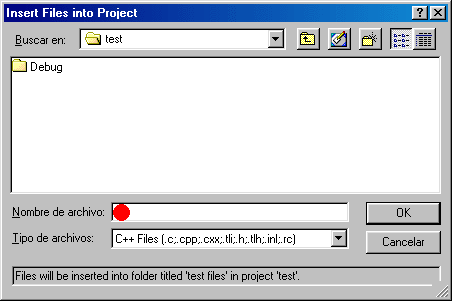 Insert Files into Project
Buscar en: test
Debug
Nombre de archivo: OK
Tipo de archivos: C++ Files (.c;.cpp;.cxx;.tli;.h;.tlh;.inl;.rc) Cancelar
Files will be inserted into folder titled 'test files' in project 'test'.